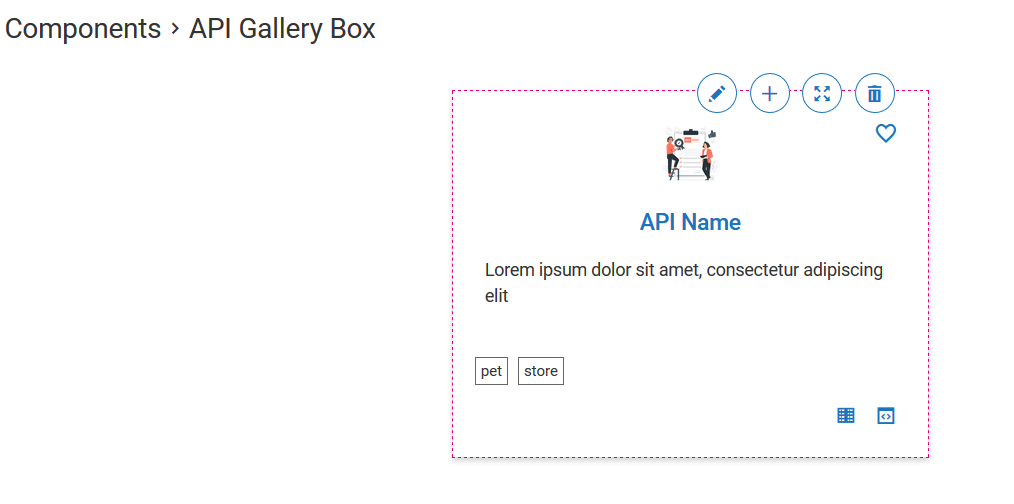 Components › API Gallery Box
API Name
Lorem ipsum dolor sit amet, consectetur adipiscing
elit
pet store